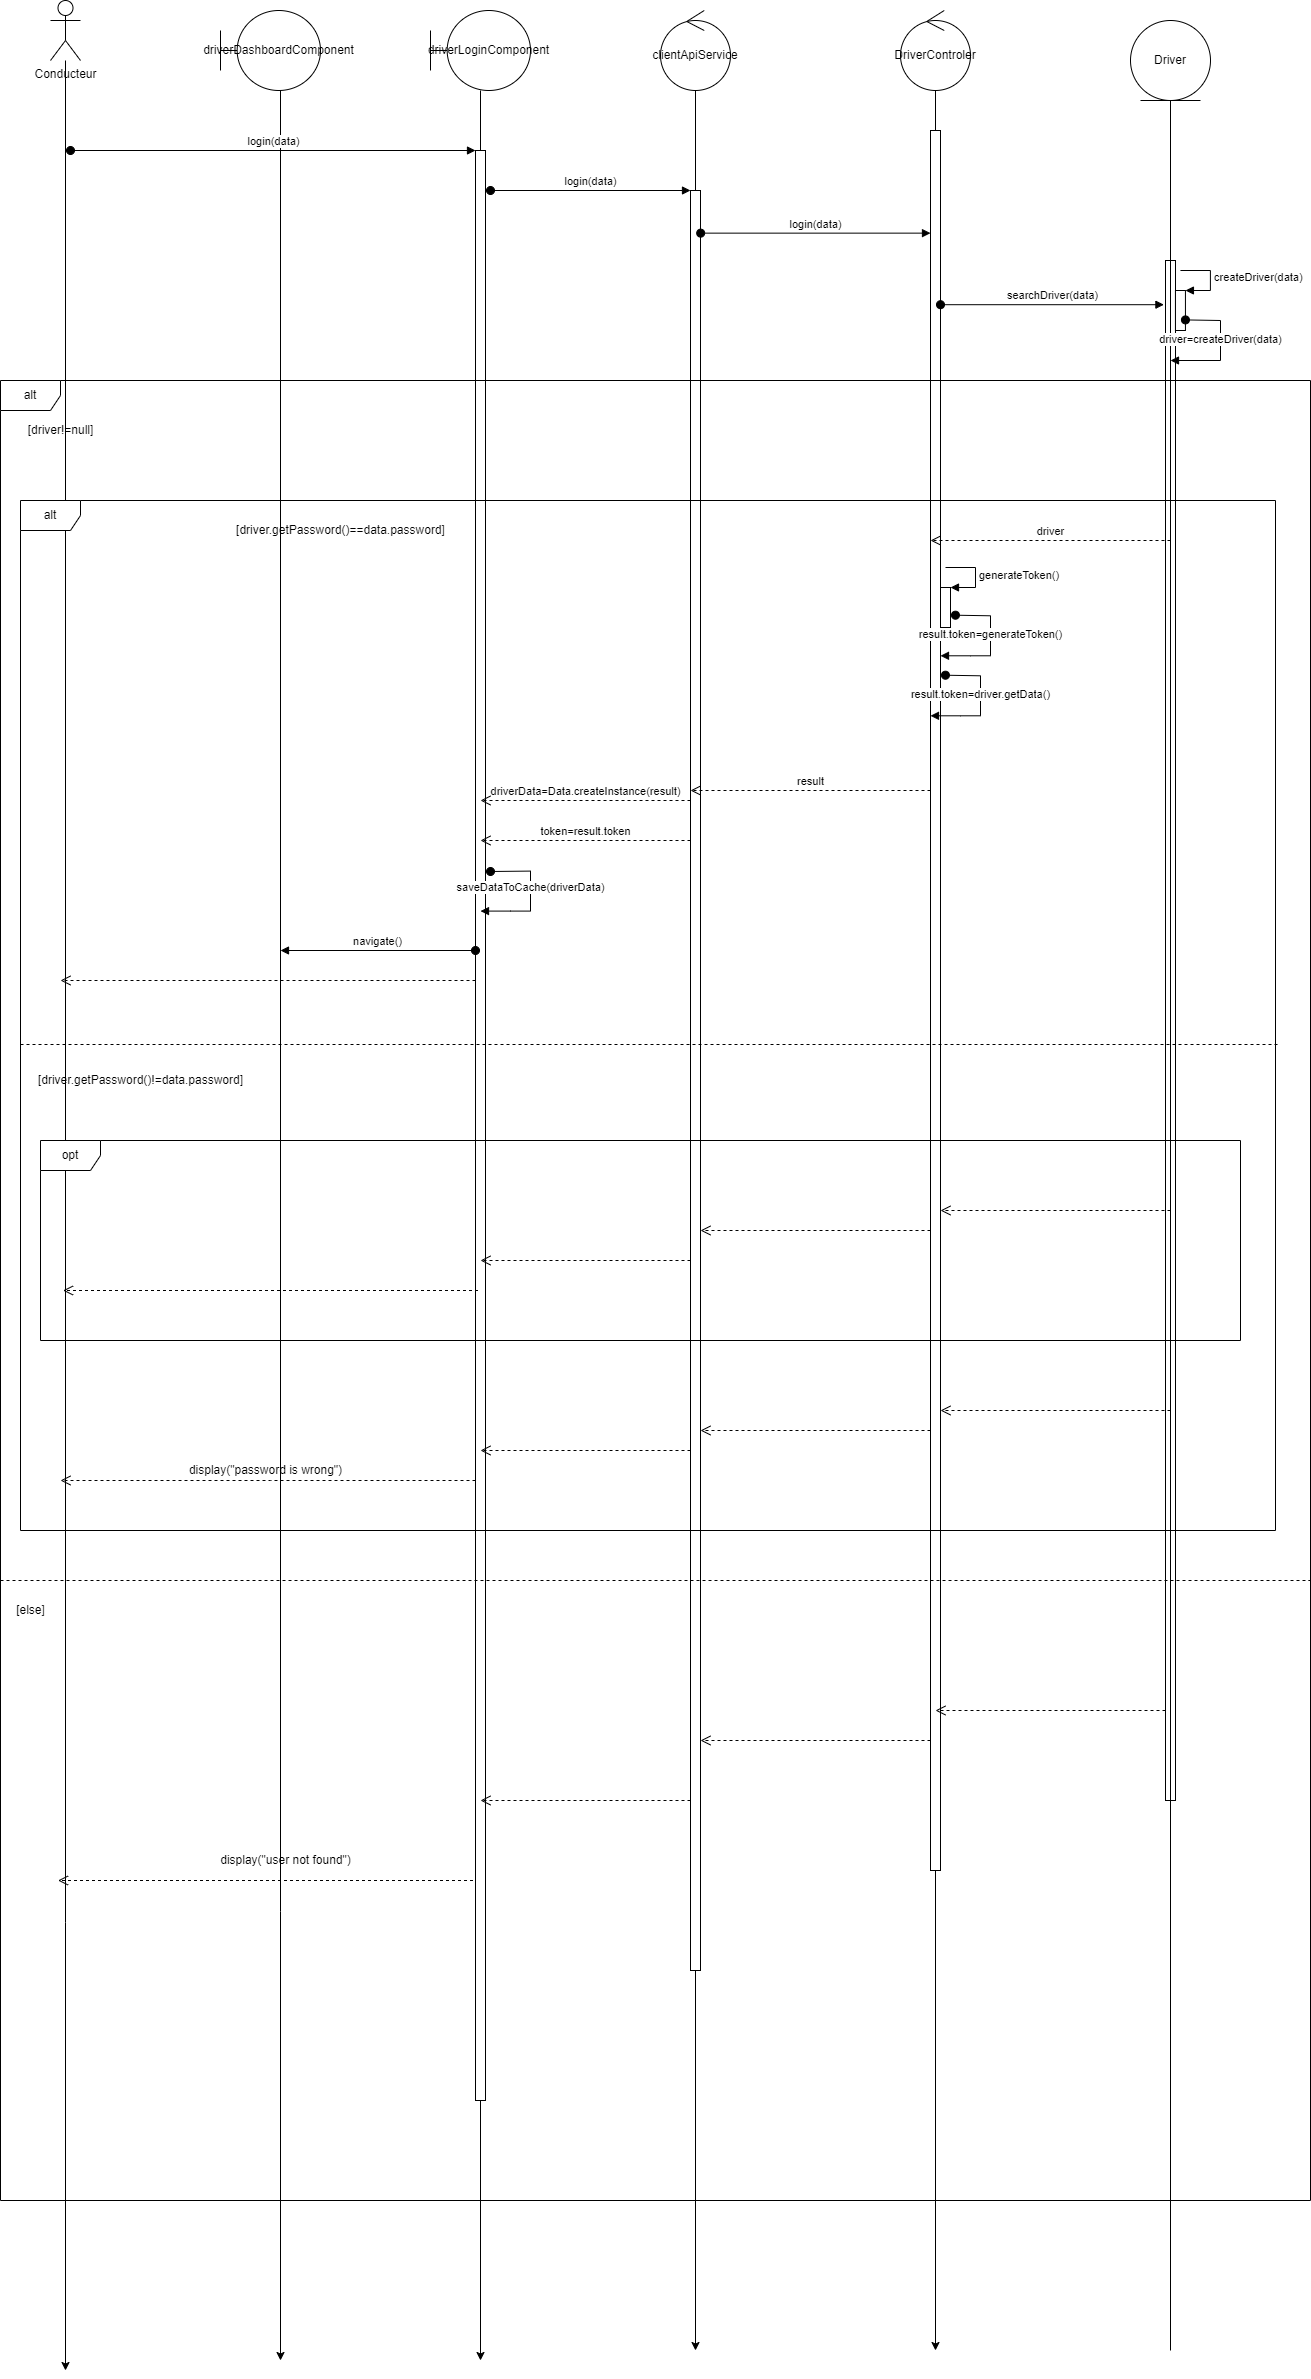 Conducteur
driverDashboardComponent
driverLoginComponent
clientApiService
DriverControler
Driver
login(data)
login(data)
login(data)
createDriver(data)
searchDriver(data)
driver=createDriver(data)
alt
[driver!=null]
alt
[driver.getPassword()==data.password]
driver
generateToken()
result.token=generateToken()
result.token=driver.getData()
result
driverData=Data.createInstance(result)
token=result.token
saveDataToCache(driverData)
navigate()
[driver.getPassword()!=data.password]
opt
display("password is wrong")
[else]
display("user not found")